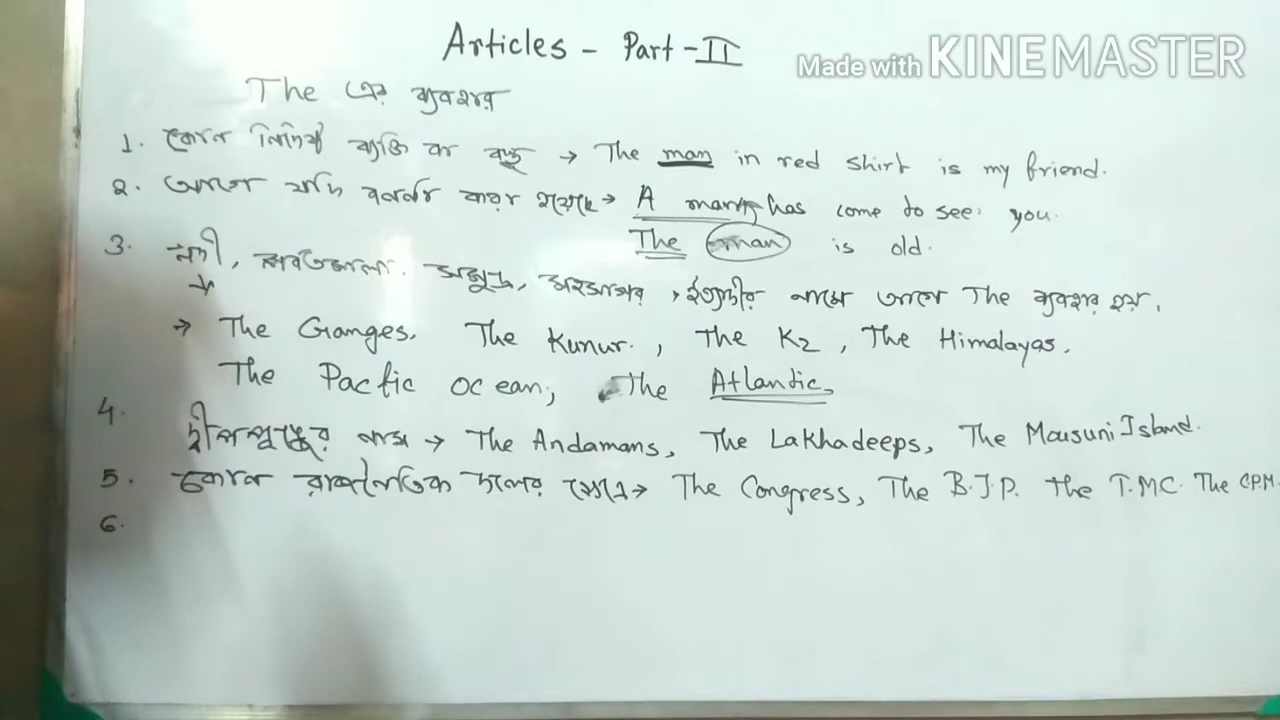 Articles - Part - II
Made with KINEMASTER
The এর ব্যবহার
1. কোন নির্দিষ্ট ব্যক্তি বা বস্তু → The man in red shirt is my friend.
2. আগে যদি একবার বলা হয়েছে → A man has come to see you.
The man is old.
3. নদী, পর্বতমালা, সমুদ্র, মহাসাগর, ইত্যাদির নামের আগে The ব্যবহার হয়.
→ The Ganges. The Kunur., The K2, The Himalayas.
The Pacfic Ocean, The Atlantic,
4. দ্বীপপুঞ্জের নাম → The Andamans, The Lakhadeeps, The Mousuni Island.
5. কোন রাজনৈতিক দলের → The Congress, The B.J.P. the T.M.C. The C.P.M.
6.